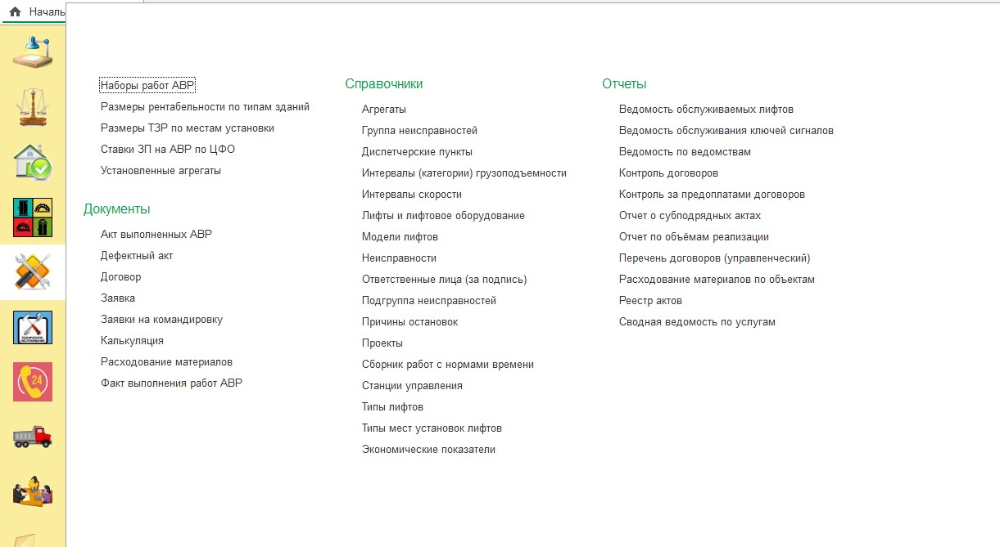 Наборы работ АВР
Размеры рентабельности по типам зданий
Размеры ТЗР по местам установки
Ставки ЗП на АВР по ЦФО
Установленные агрегаты
Документы
Акт выполненных АВР
Дефектный акт
Договор
Заявка
Заявки на командировку
Калькуляция
Расходование материалов
Факт выполнения работ АВР
Справочники
Агрегаты
Группа неисправностей
Диспетчерские пункты
Интервалы (категории) грузоподъемности
Интервалы скорости
Лифты и лифтовое оборудование
Модели лифтов
Неисправности
Ответственные лица (за подпись)
Подгруппа неисправностей
Причины остановок
Проекты
Сборник работ с нормами времени
Станции управления
Типы лифтов
Типы мест установок лифтов
Экономические показатели
Отчеты
Ведомость обслуживаемых лифтов
Ведомость обслуживания ключей сигналов
Ведомость по ведомствам
Контроль договоров
Контроль за предоплатами договоров
Отчет о субподрядных актах
Отчет по объёмам реализации
Перечень договоров (управленческий)
Расходование материалов по объектам
Реестр актов
Сводная ведомость по услугам
Началь
ТЕХНИЧЕСКОЕ
ОБСЛУЖИВАНИЕ
24